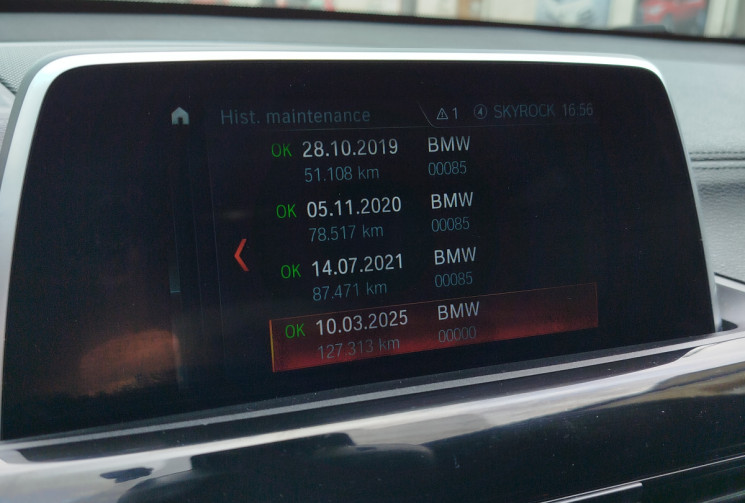 Hist. maintenance 1 4 SKYROCK 16:56
OK 28.10.2019 BMW
51.108 km 00085
OK 05.11.2020 BMW
78.517 km 00085
OK 14.07.2021 BMW
87.471 km 00085
OK 10.03.2025 BMW
127.313 km 00000